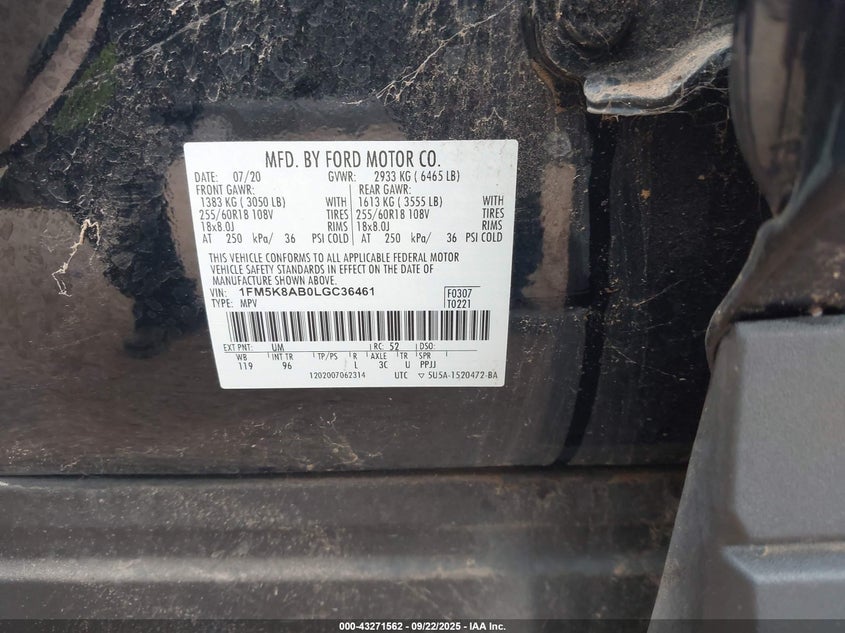 MFD. BY FORD MOTOR CO.
DATE: 07/20 GVWR: 2933 KG ( 6465 LB)
FRONT GAWR: REAR GAWR:
1383 KG ( 3050 LB) WITH 1613 KG ( 3555 LB) WITH
255/60R18 108V TIRES 255/60R18 108V TIRES
18x8.0J RIMS 18x8.0J RIMS
AT 250 kPa/ 36 PSI COLD AT 250 kPa/ 36 PSI COLD
THIS VEHICLE CONFORMS TO ALL APPLICABLE FEDERAL MOTOR
VEHICLE SAFETY STANDARDS IN EFFECT ON THE DATE OF
MANUFACTURE SHOWN ABOVE.
VIN: 1FM5K8AB0LGC36461 F0307
TYPE: MPV T0221
EXT PNT: UM RC: 52 DSO:
WB INT TR TP/PS R AXLE TR SPR
119 96 L 3C U PPJJ
1202007062314 UTC ▽ SU5A-1520472-BA
000-43271562 - 09/22/2025 - IAA Inc.